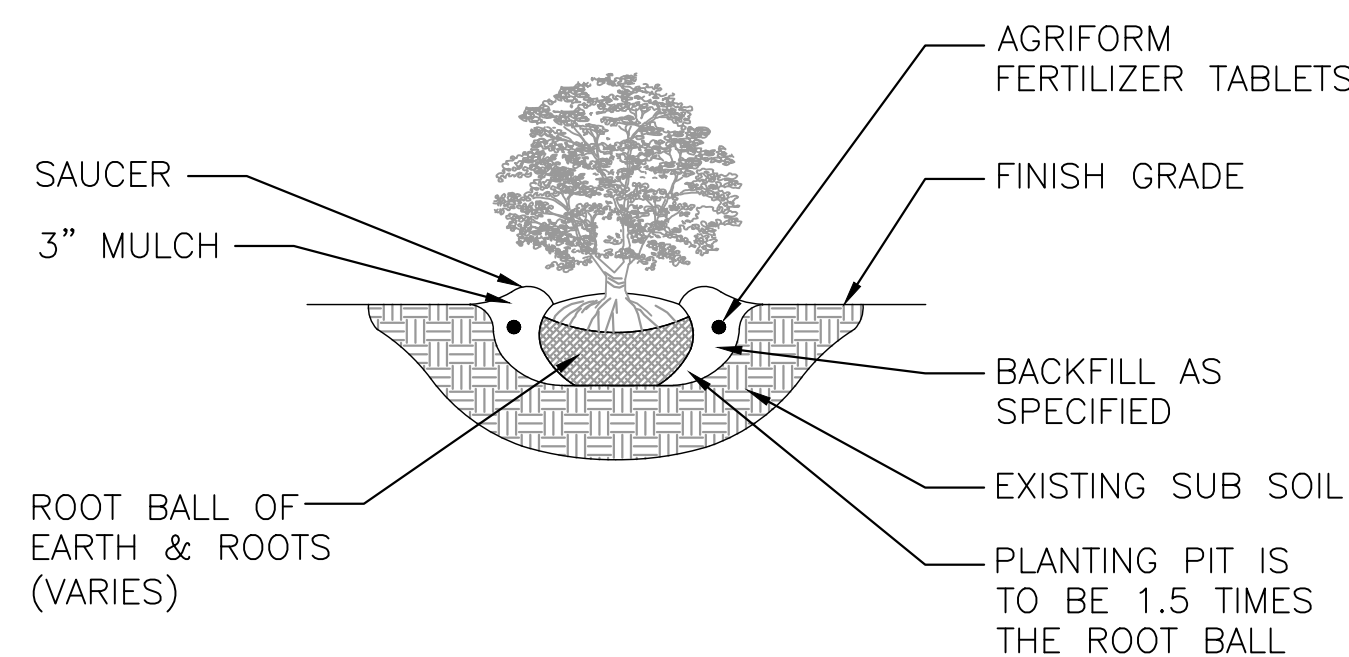 SAUCER
3” MULCH
ROOT BALL OF
EARTH & ROOTS
(VARIES)
AGRIFORM
FERTILIZER TABLETS
FINISH GRADE
BACKFILL AS
SPECIFIED
EXISTING SUB SOIL
PLANTING PIT IS
TO BE 1.5 TIMES
THE ROOT BALL